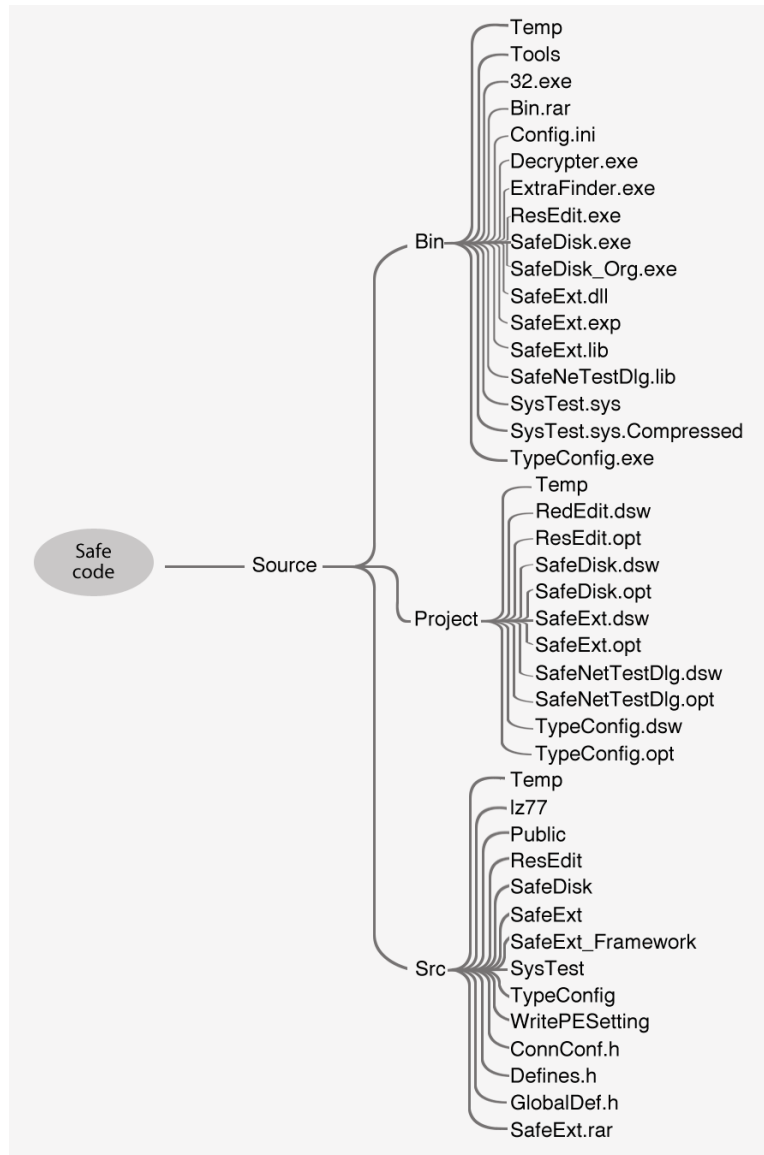 Safe
code
Source
Bin
Temp
Tools
32.exe
Bin.rar
Config.ini
Decrypter.exe
ExtraFinder.exe
ResEdit.exe
SafeDisk.exe
SafeDisk_Org.exe
SafeExt.dll
SafeExt.exp
SafeExt.lib
SafeNeTestDlg.lib
SysTest.sys
SysTest.sys.Compressed
TypeConfig.exe
Project
Temp
RedEdit.dsw
ResEdit.opt
SafeDisk.dsw
SafeDisk.opt
SafeExt.dsw
SafeExt.opt
SafeNetTestDlg.dsw
SafeNetTestDlg.opt
TypeConfig.dsw
TypeConfig.opt
Src
Temp
lz77
Public
ResEdit
SafeDisk
SafeExt
SafeExt_Framework
SysTest
TypeConfig
WritePESetting
ConnConf.h
Defines.h
GlobalDef.h
SafeExt.rar